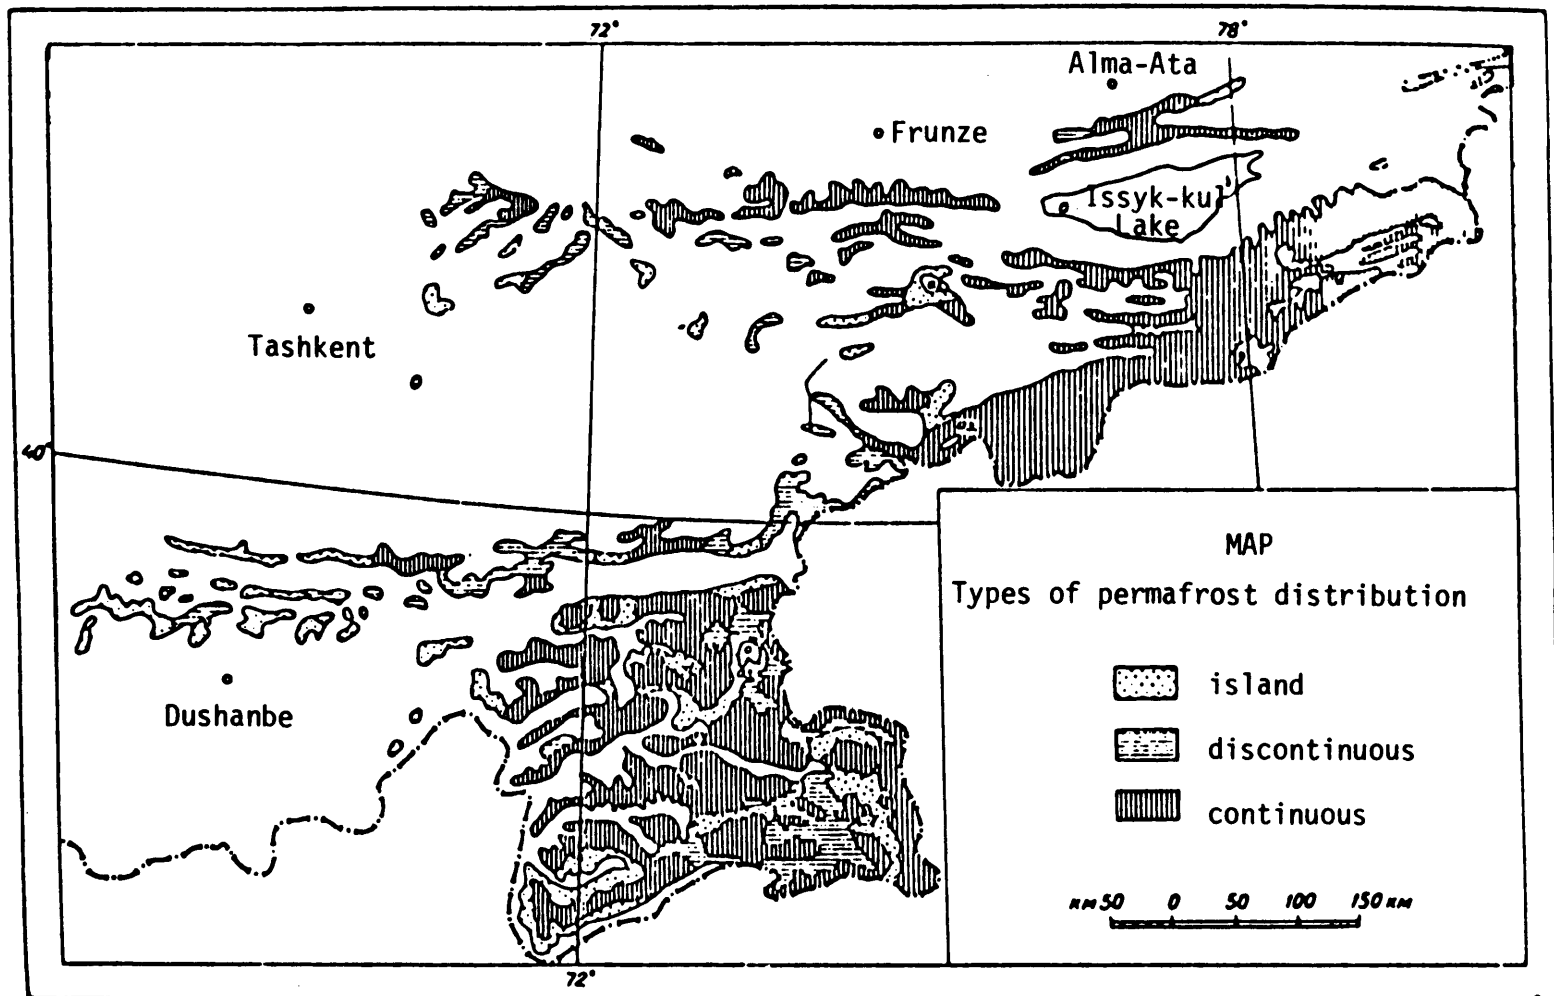 72°
78°
Alma-Ata
Frunze
Issyk-kul'
Lake
Tashkent
40°
MAP
Types of permafrost distribution
island
Dushanbe
discontinuous
continuous
км 50 0 50 100 150 км
72°